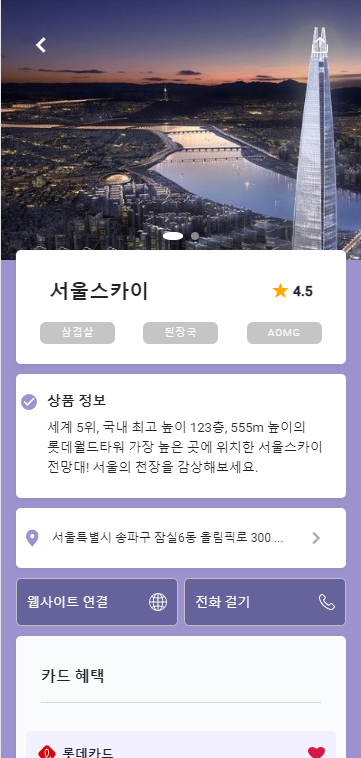 서울스카이
4.5
삼겹살
된장국
AOMG
상품 정보
세계 5위, 국내 최고 높이 123층, 555m 높이의
롯데월드타워 가장 높은 곳에 위치한 서울스카이
전망대! 서울의 천장을 감상해보세요.
서울특별시 송파구 잠실6동 올림픽로 300 ...
웹사이트 연결
전화 걸기
카드 혜택
롯데카드